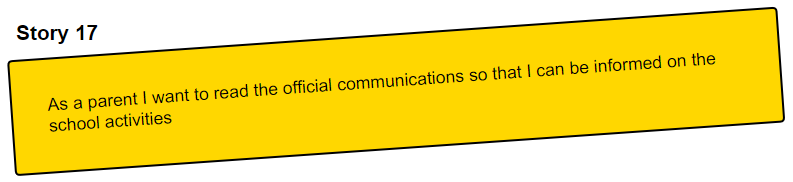 Story 17
As a parent I want to read the official communications so that I can be informed on the
school activities